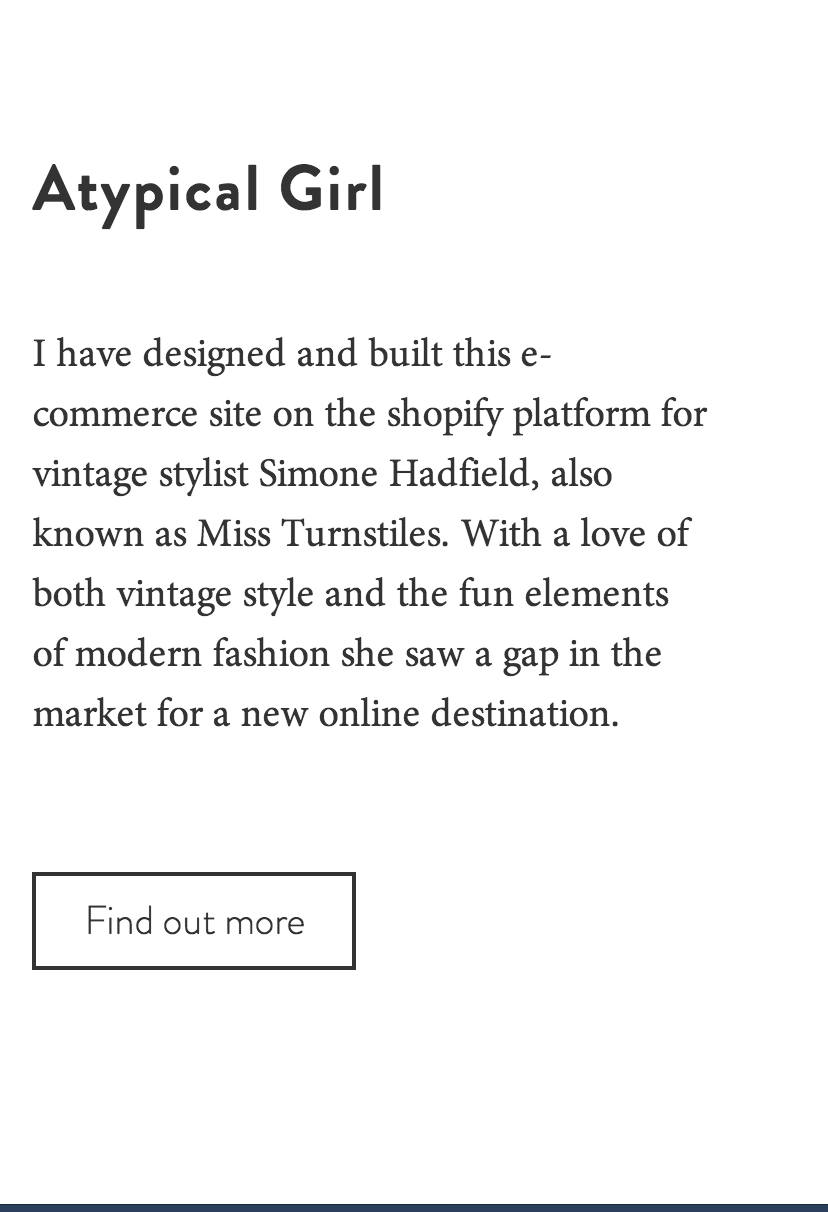 Atypical Girl
I have designed and built this e-
commerce site on the shopify platform for
vintage stylist Simone Hadfield, also
known as Miss Turnstiles. With a love of
both vintage style and the fun elements
of modern fashion she saw a gap in the
market for a new online destination.
Find out more